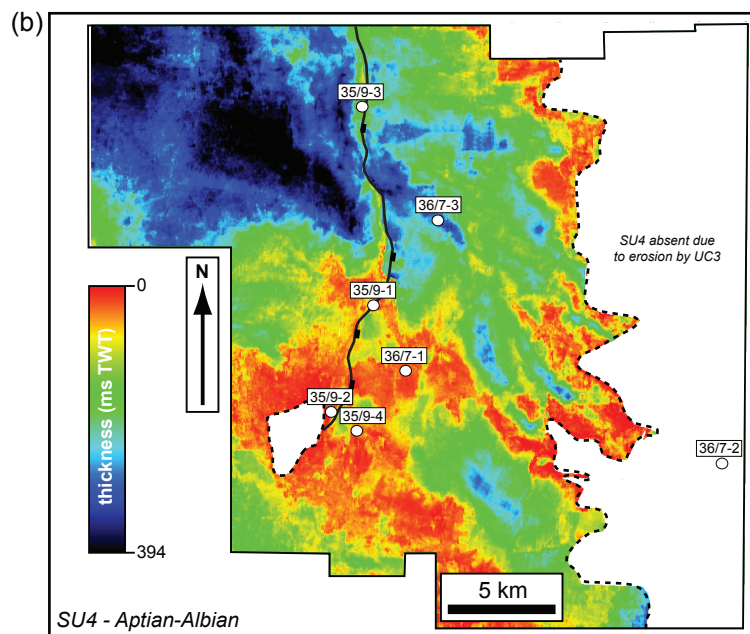 (b)
35/9-3
36/7-3
SU4 absent due
to erosion by UC3
0
N
35/9-1
thickness (ms TWT)
36/7-1
35/9-2
35/9-4
36/7-2
394
5 km
SU4 - Aptian-Albian